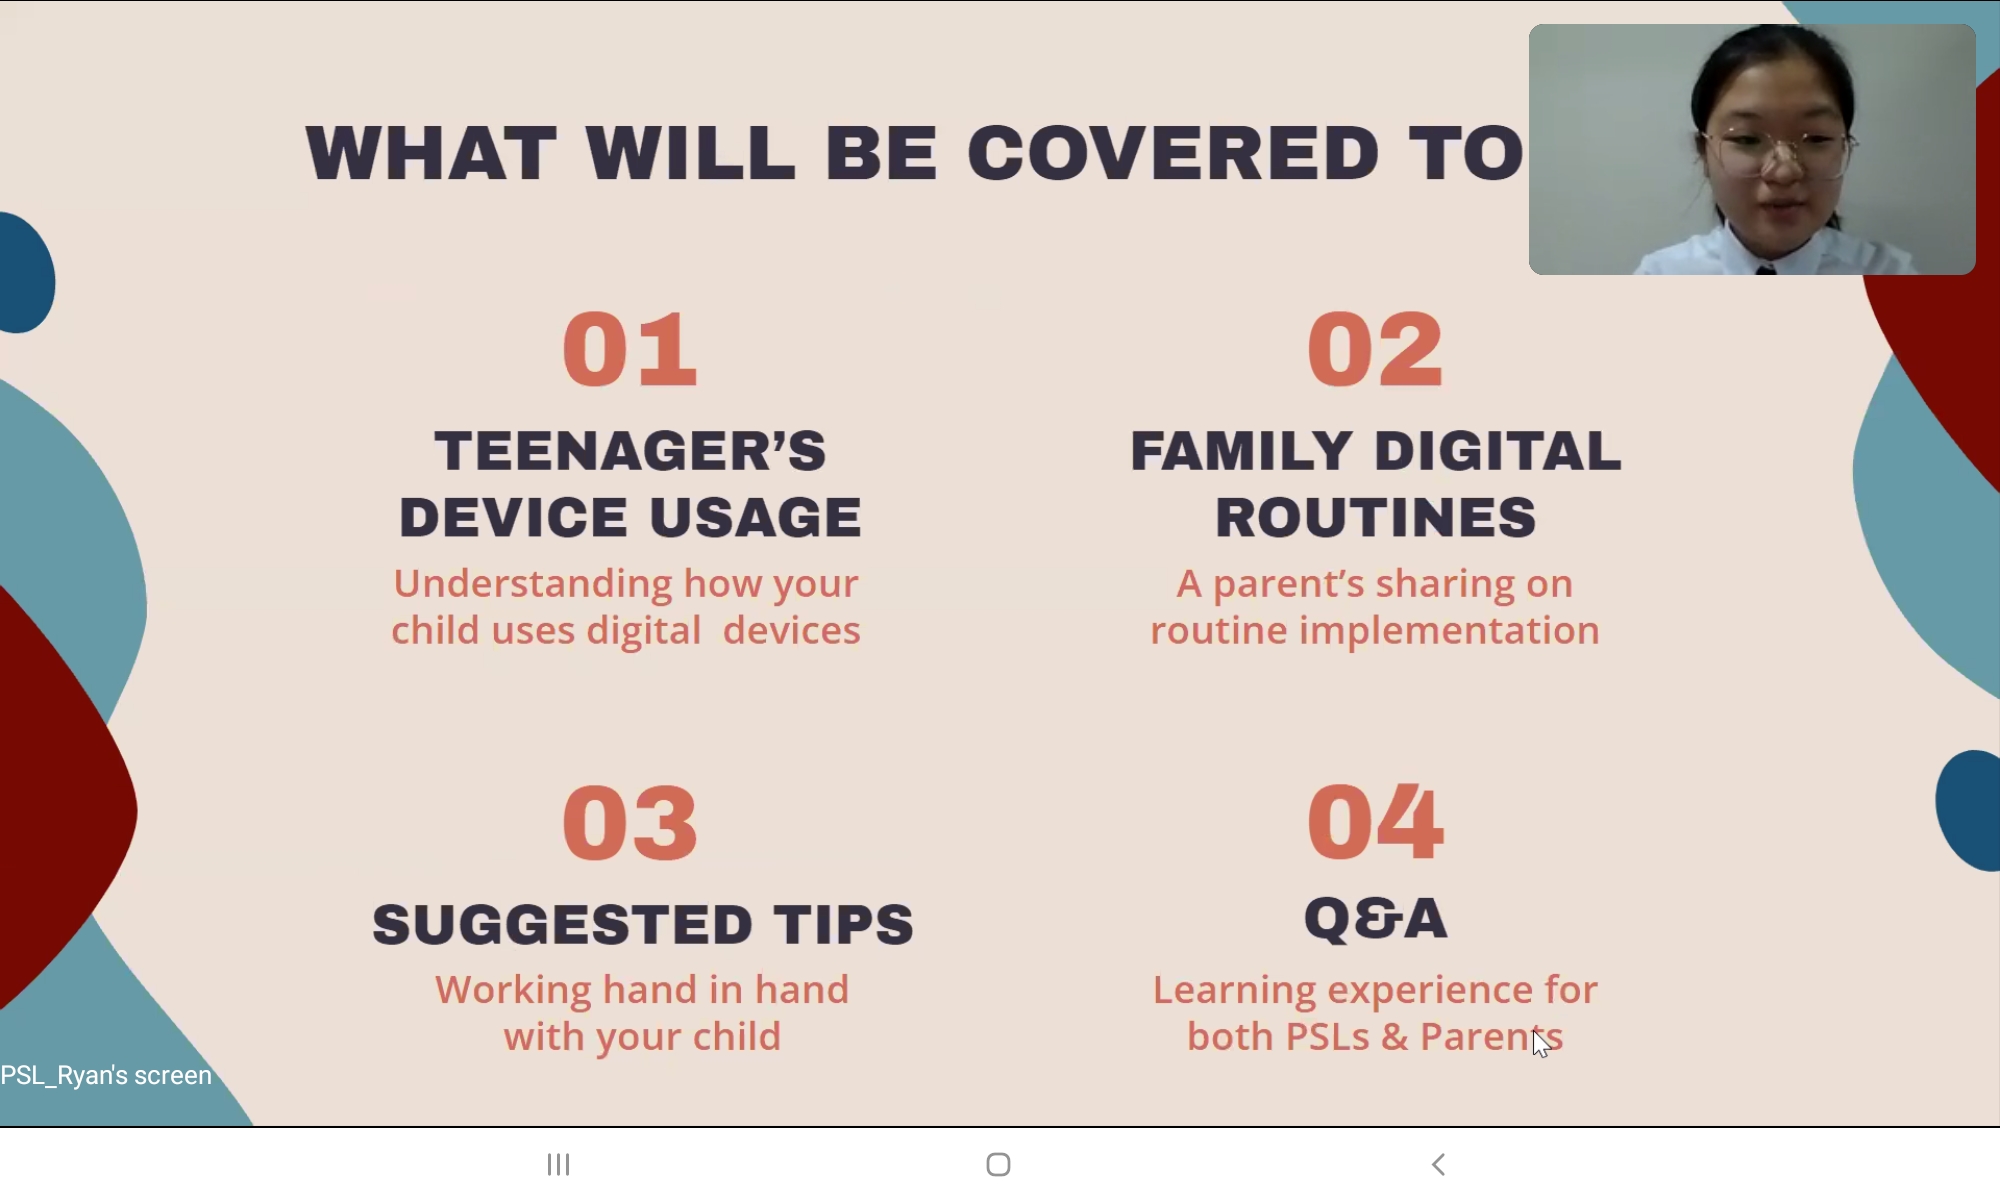 WHAT WILL BE COVERED TO
01
TEENAGER’S
DEVICE USAGE
Understanding how your
child uses digital  devices
02
FAMILY DIGITAL
ROUTINES
A parent’s sharing on
routine implementation
03
SUGGESTED TIPS
Working hand in hand
with your child
04
Q&A
Learning experience for
both PSLs & Parents
PSL_Ryan's screen